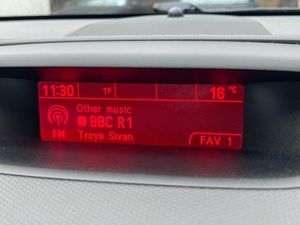 11:30 TP 16 °C
Other music
BBC R1
FM Troye Sivan
FAV 1